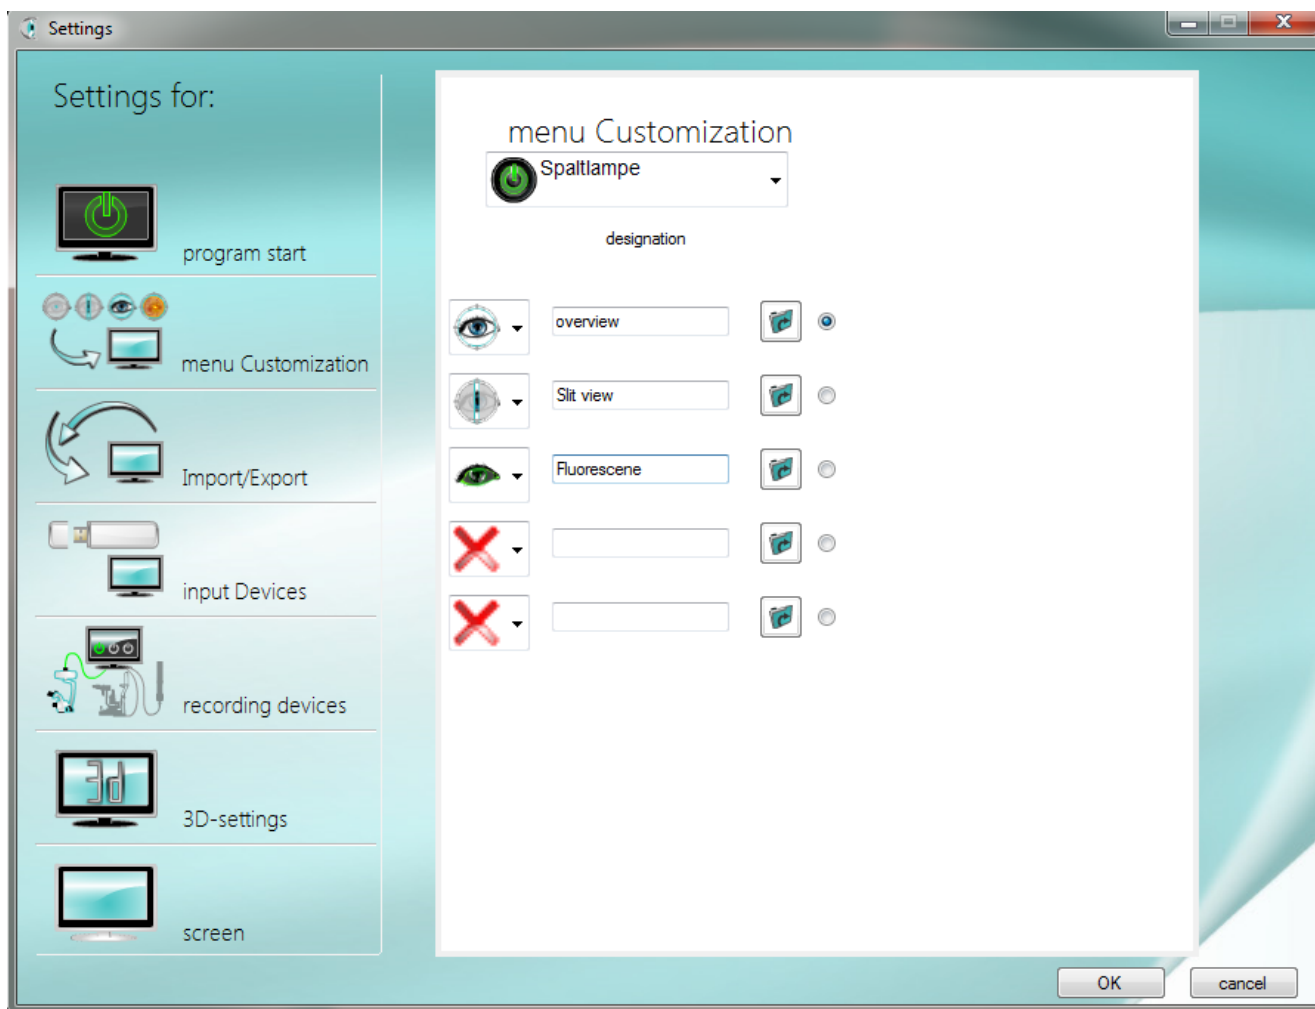 Settings
Settings for:
program start
menu Customization
Import/Export
input Devices
recording devices
3d
3D-settings
screen
menu Customization
Spaltlampe
designation
overview
Slit view
Fluorescene
OK
cancel